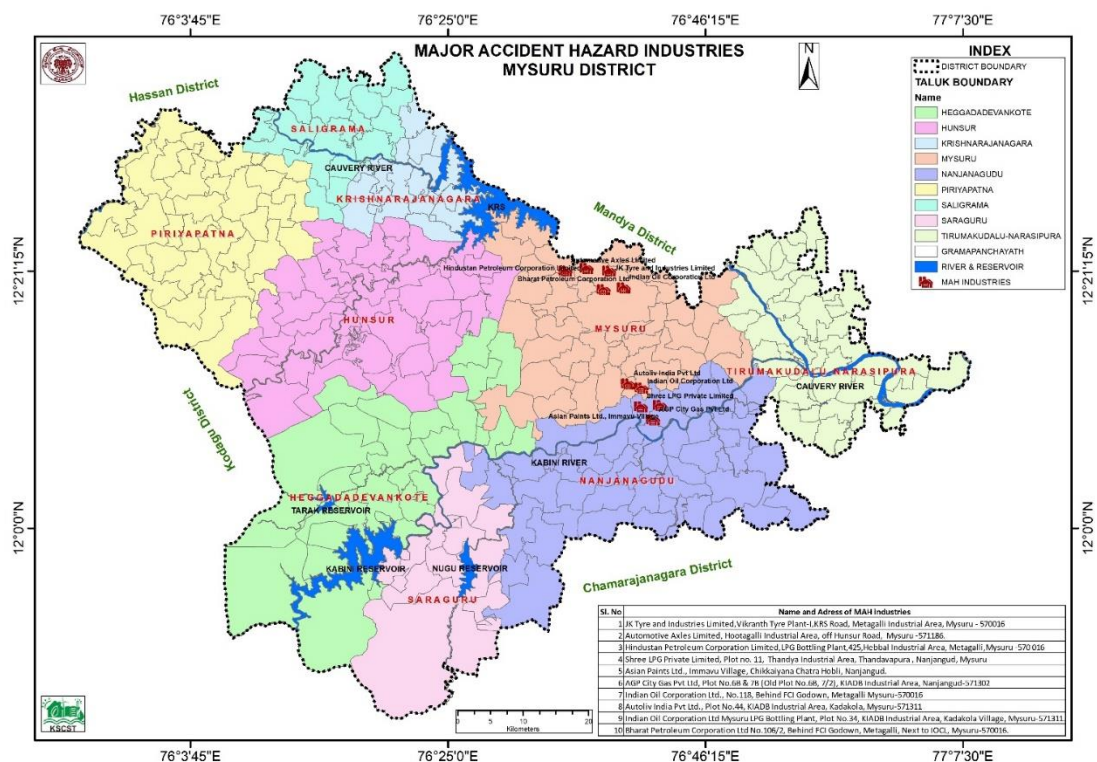 76°3'45"E
76°25'0"E
76°46'15"E
77°7'30"E
MAJOR ACCIDENT HAZARD INDUSTRIES
MYSURU DISTRICT
N
INDEX
DISTRICT BOUNDARY
TALUK BOUNDARY
Name
HEGGADADEVANKOTE
HUNSUR
KRISHNARAJANAGARA
MYSURU
NANJANAGUDU
PIRIYAPATNA
SALIGRAMA
SARAGURU
TIRUMAKUDALU-NARASIPURA
GRAMAPANCHAYATH
RIVER & RESERVOIR
MAH INDUSTRIES
Hassan District
SALIGRAMA
CAUVERY RIVER
KRISHNARAJANAGARA
KRS
Mandya District
PIRIYAPATNA
12°21'15"N
12°21'15"N
Automotive Axles Limited
Hindustan Petroleum Corporation Limited
JK Tyre and Industries Limited
Bharat Petroleum Corporation Ltd
Indian Oil Corporation Ltd
HUNSUR
MYSURU
Autoliv India Pvt Ltd
Indian Oil Corporation Ltd
TIRUMAKUDALU-NARASIPURA
CAUVERY RIVER
Shree LPG Private Limited
AGP City Gas Pvt Ltd
Asian Paints Ltd., Immavu Village
Kodagu District
KABINI RIVER
NANJANAGUDU
HEGGADADEVANKOTE
TARAK RESERVOIR
12°0'0"N
12°0'0"N
KABINI RESERVOIR
NUGU RESERVOIR
SARAGURU
Chamarajanagara District
Sl. No Name and Adress of MAH Industries
1 JK Tyre and Industries Limited,Vikranth Tyre Plant-I,KRS Road, Metagalli Industrial Area, Mysuru - 570016
2 Automotive Axles Limited, Hootagalli Industrial Area, off Hunsur Road, Mysuru -571186.
3 Hindustan Petroleum Corporation Limited,LPG Bottling Plant,425,Hebbal Industrial Area, Metagalli,Mysuru -570 016
4 Shree LPG Private Limited, Plot no. 11, Thandya Industrial Area, Thandavapura , Nanjangud, Mysuru
5 Asian Paints Ltd., Immavu Village, Chikkaiyana Chatra Hobli, Nanjangud.
6 AGP City Gas Pvt Ltd, Plot No.6B & 7B (Old Plot No.6B, 7/2), KIADB Industrial Area, Nanjangud-571302
7 Indian Oil Corporation Ltd., No.118, Behind FCI Godown, Metagalli Mysuru-570016
8 Autoliv India Pvt Ltd., Plot No.44, KIADB Industrial Area, Kadakola, Mysuru-571311
9 Indian Oil Corporation Ltd Mysuru LPG Bottling Plant, Plot No.34, KIADB Industrial Area, Kadakola Village, Mysuru-571311.
10 Bharat Petroleum Corporation Ltd No.106/2, Behind FCI Godown, Metagalli, Next to IOCL, Mysuru-570016.
KSCST
0 5 10 20
Kilometers
76°3'45"E
76°25'0"E
76°46'15"E
77°7'30"E